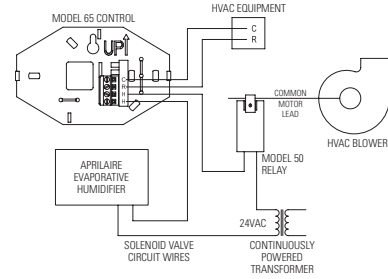 MODEL 65 CONTROL
HVAC EQUIPMENT
UP!
C
R
C
R
H
H
COMMON
MOTOR
LEAD
HVAC BLOWER
MODEL 50
RELAY
APRILAIRE
EVAPORATIVE
HUMIDIFIER
24VAC
SOLENOID VALVE
CIRCUIT WIRES
CONTINUOUSLY
POWERED
TRANSFORMER